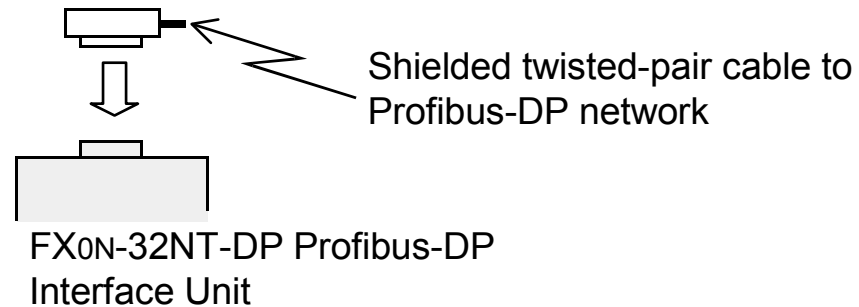 Shielded twisted-pair cable to
Profibus-DP network
FX0N-32NT-DP Profibus-DP
Interface Unit